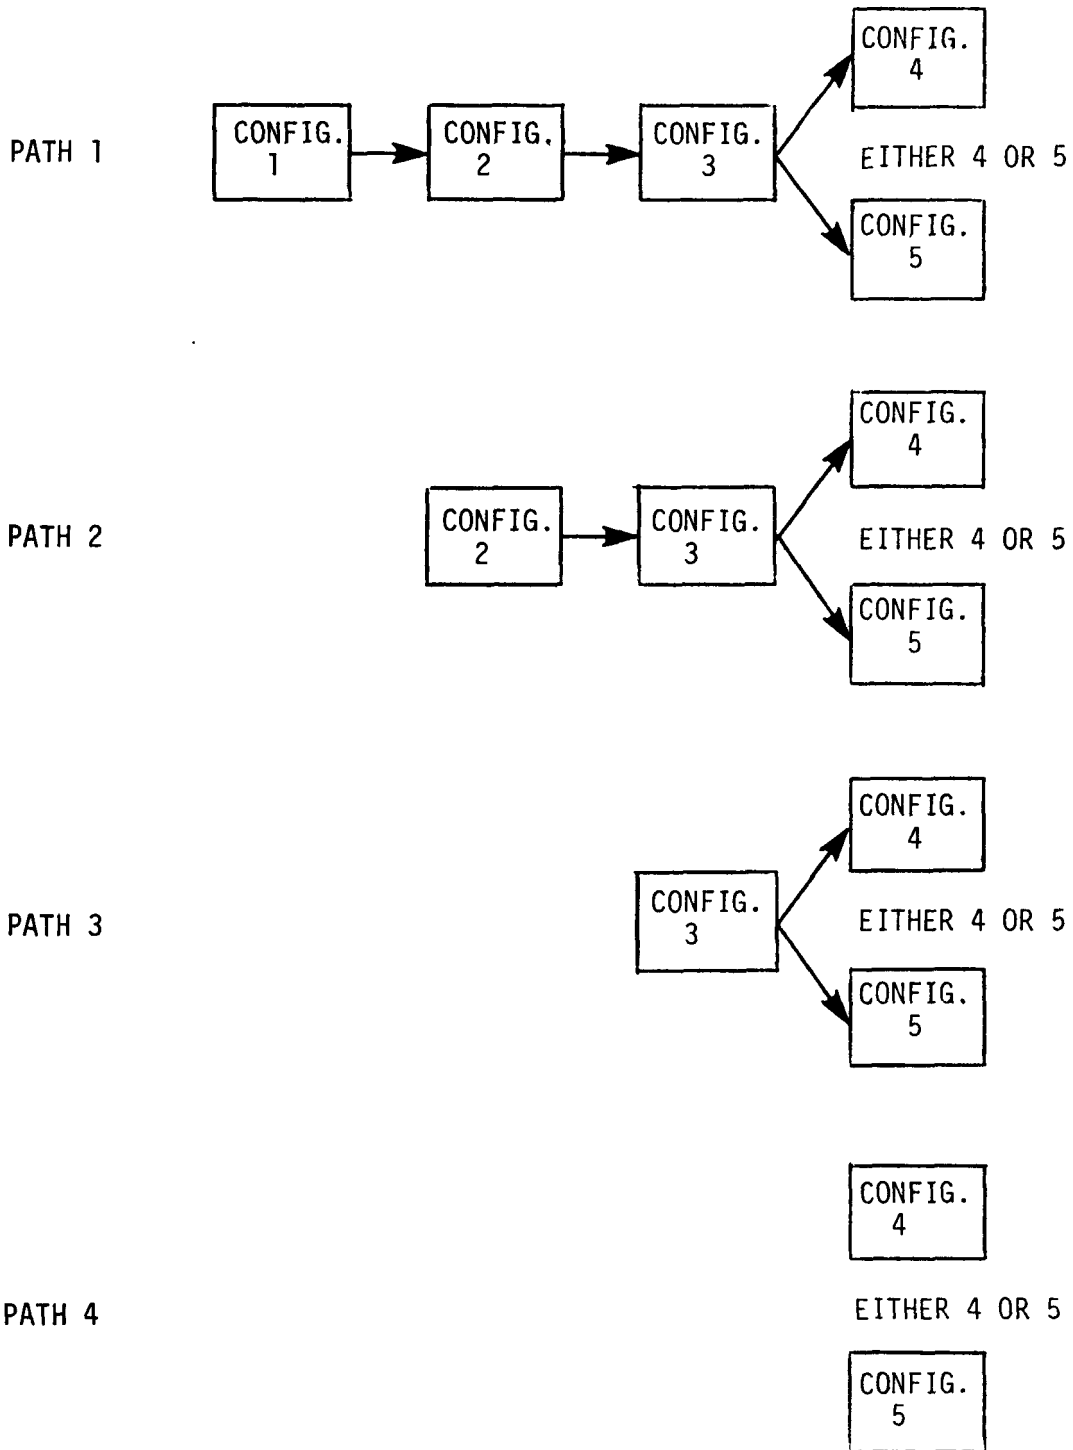 CONFIG.
4
PATH 1
CONFIG.
1
CONFIG.
2
CONFIG.
3
EITHER 4 OR 5
CONFIG.
5
CONFIG.
4
PATH 2
CONFIG.
2
CONFIG.
3
EITHER 4 OR 5
CONFIG.
5
CONFIG.
4
PATH 3
CONFIG.
3
EITHER 4 OR 5
CONFIG.
5
CONFIG.
4
PATH 4
EITHER 4 OR 5
CONFIG.
5